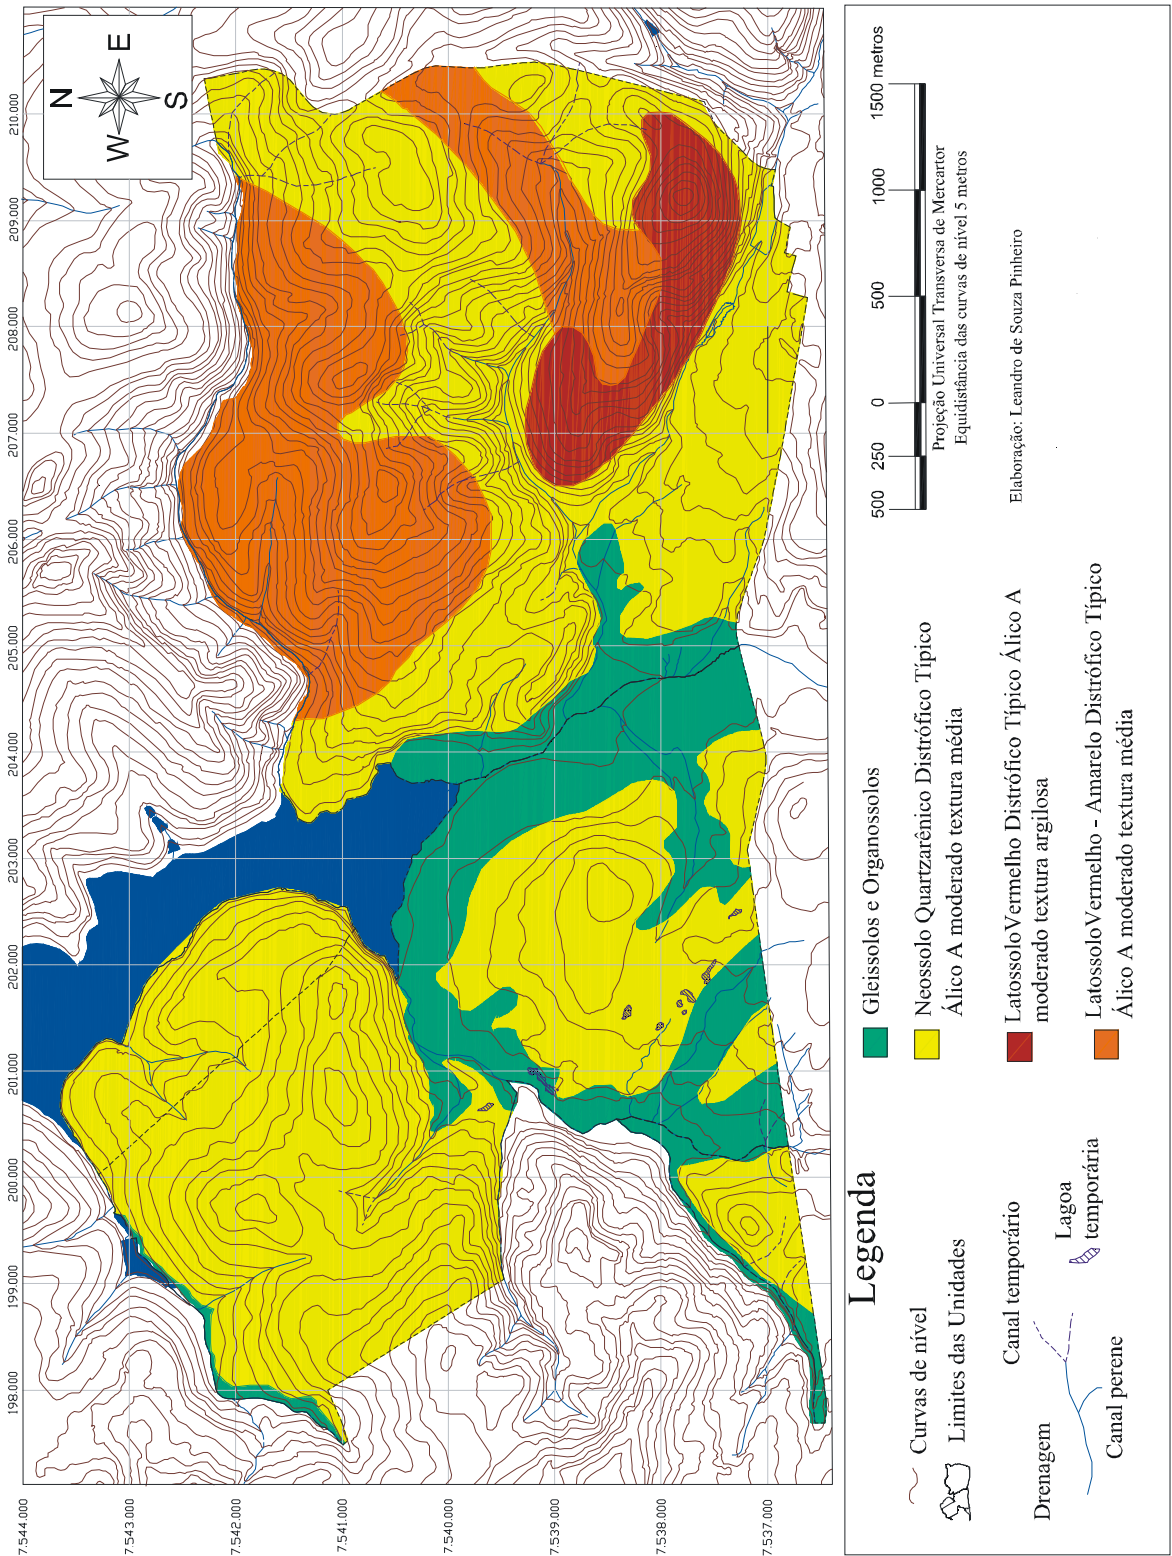 N
E
W
S
210.000
209.000
208.000
207.000
206.000
205.000
204.000
203.000
202.000
201.000
200.000
199.000
198.000
7.544.000
7.543.000
7.542.000
7.541.000
7.540.000
7.539.000
7.538.000
7.537.000
Legenda
Curvas de nível
Limites das Unidades
Drenagem
Canal temporário
Canal perene
Lagoa
temporária
Gleissolos e Organossolos
Neossolo Quartzarênico Distrófico Típico
Álico A moderado textura média
LatossoloVermelho Distrófico Típico Álico A
moderado textura argilosa
LatossoloVermelho - Amarelo Distrófico Típico
Álico A moderado textura média
500 250 0 500 1000 1500 metros
Projeção Universal Transversa de Mercartor
Equidistância das curvas de nível 5 metros
Elaboração: Leandro de Souza Pinheiro